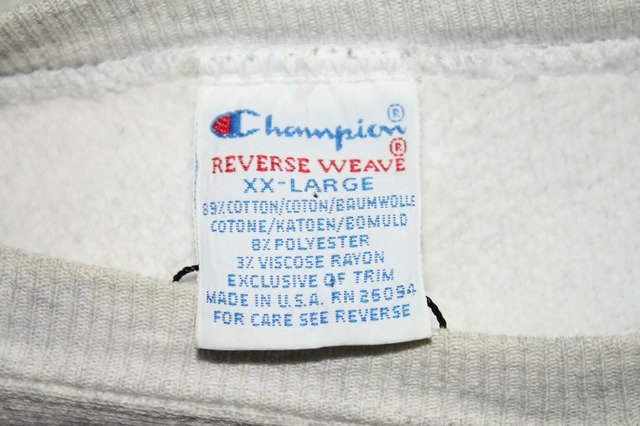 Champion®
REVERSE WEAVE®
XX-LARGE
89% COTTON/COTON/BAUMWOLLE
COTONE/KATOEN/BOMULD
8% POLYESTER
3% VISCOSE RAYON
EXCLUSIVE OF TRIM
MADE IN U.S.A. RN 26094
FOR CARE SEE REVERSE